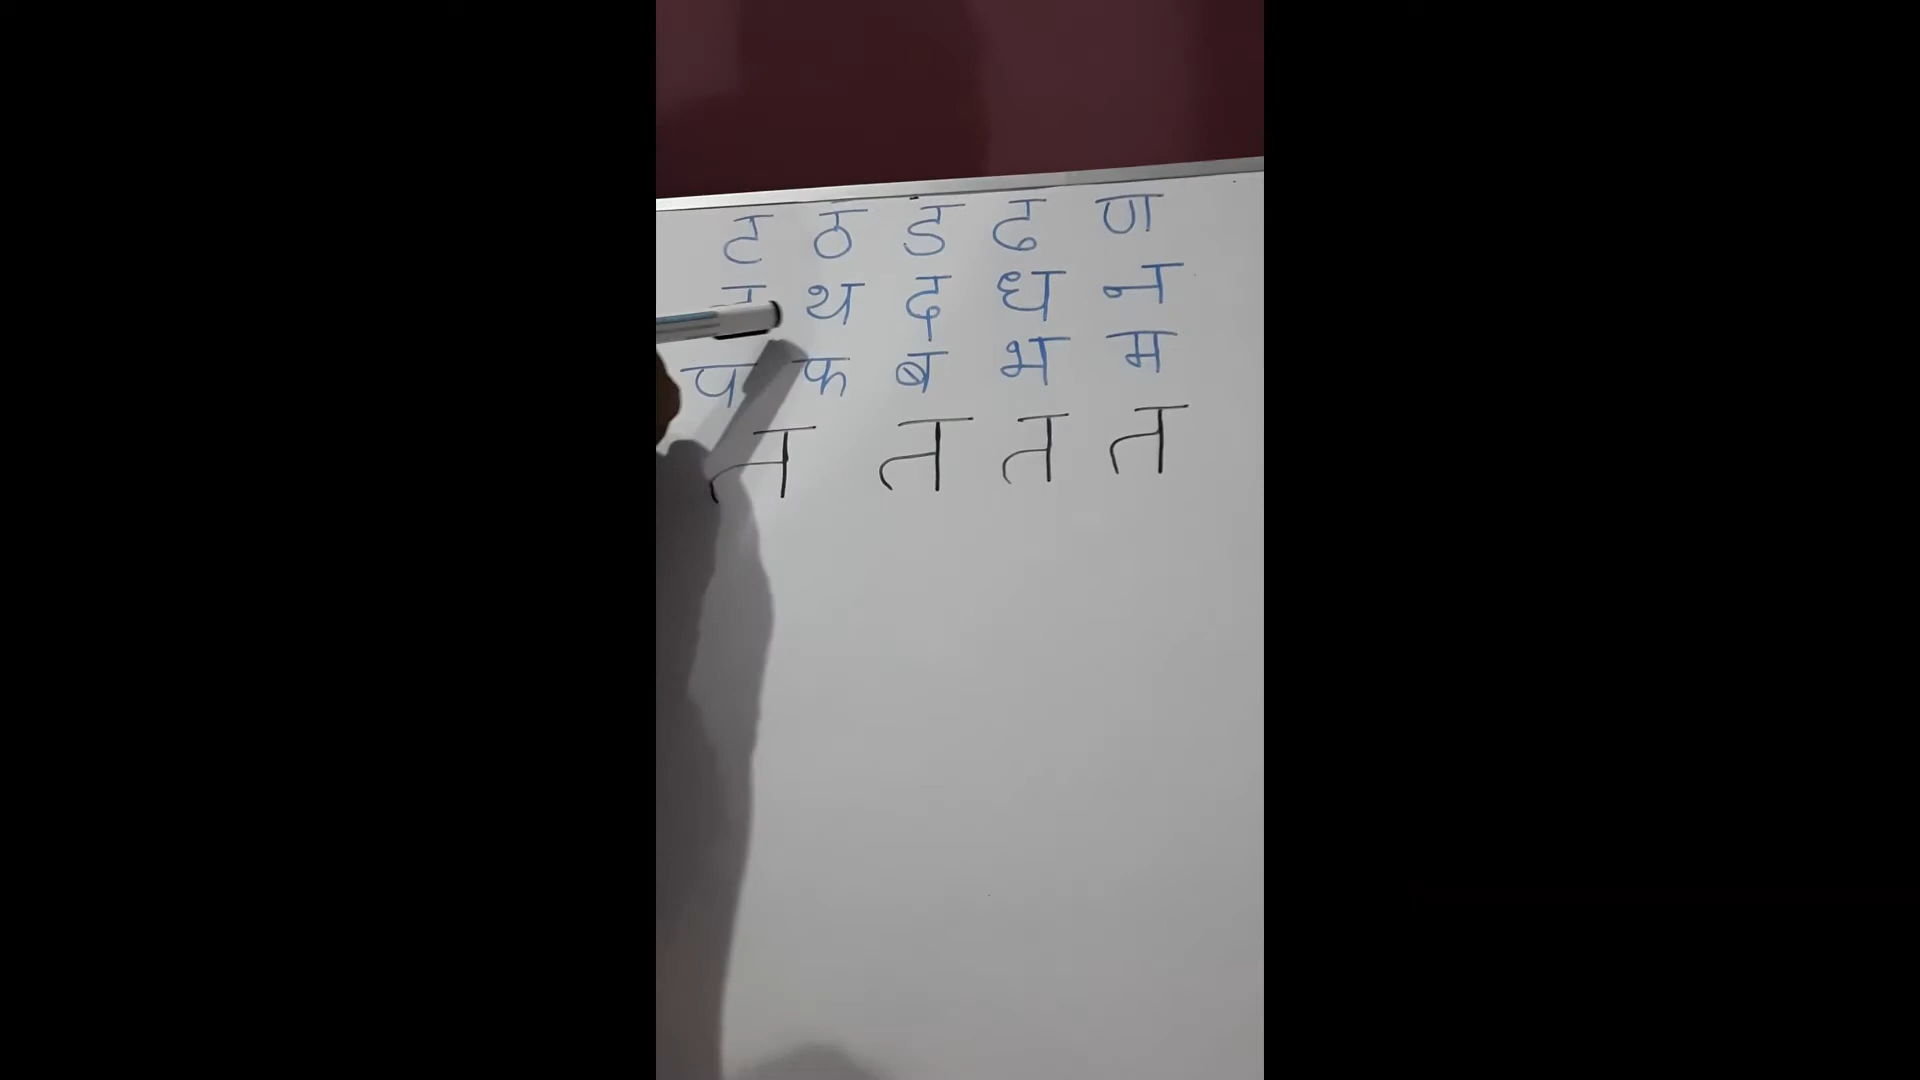 ट ठ ड ढ ण
थ द ध न
प फ ब भ म
त त त त